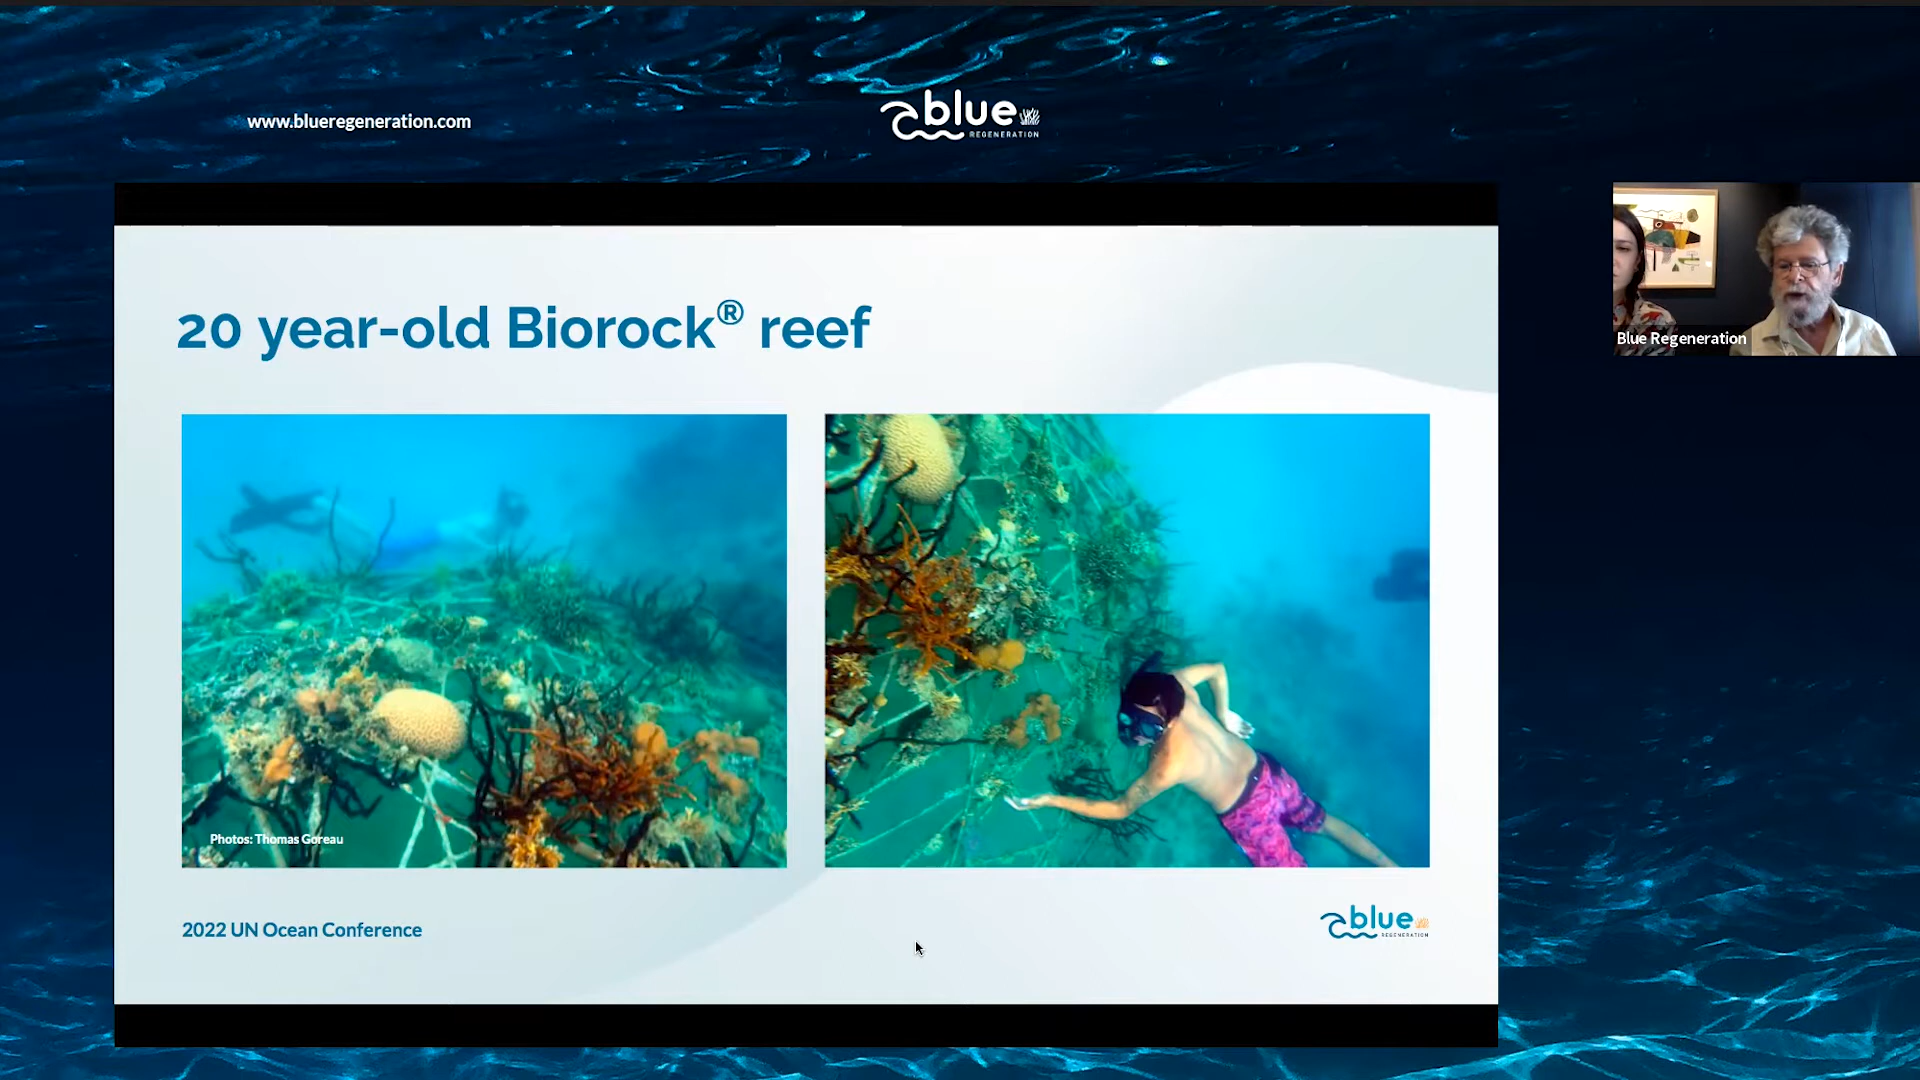 www.blueregeneration.com
blue
REGENERATION
20 year-old Biorock® reef
Blue Regeneration
Photos: Thomas Goreau
2022 UN Ocean Conference
blue
REGENERATION